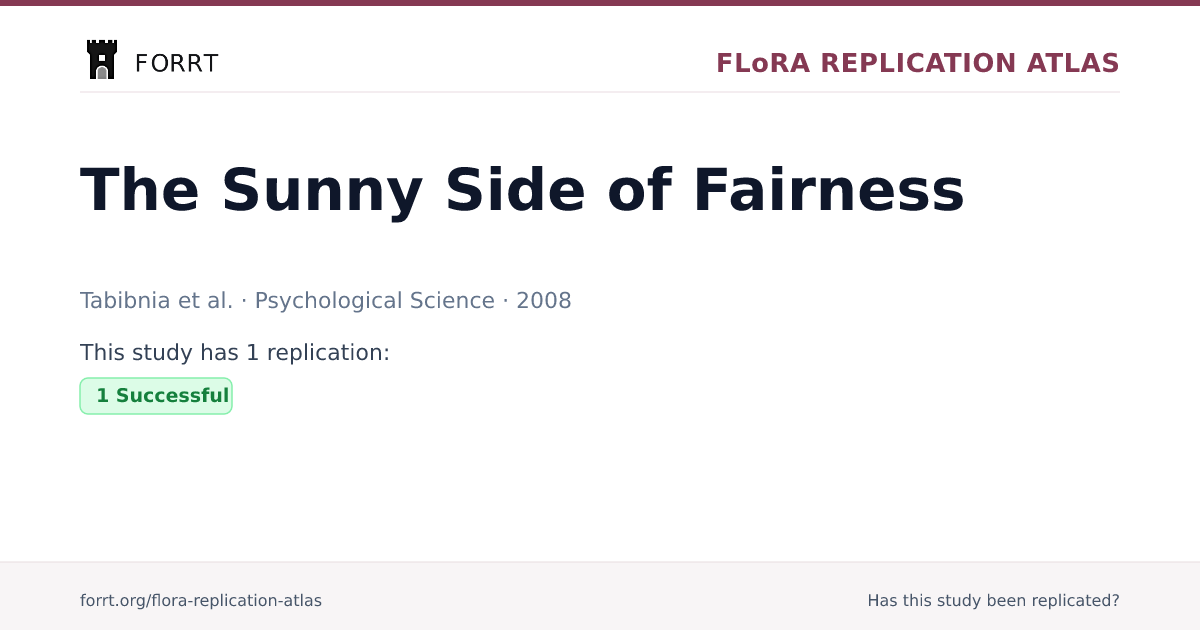 FORRT
FLoRA REPLICATION ATLAS
The Sunny Side of Fairness
Tabibnia et al. · Psychological Science · 2008
This study has 1 replication:
1 Successful
forrt.org/flora-replication-atlas
Has this study been replicated?